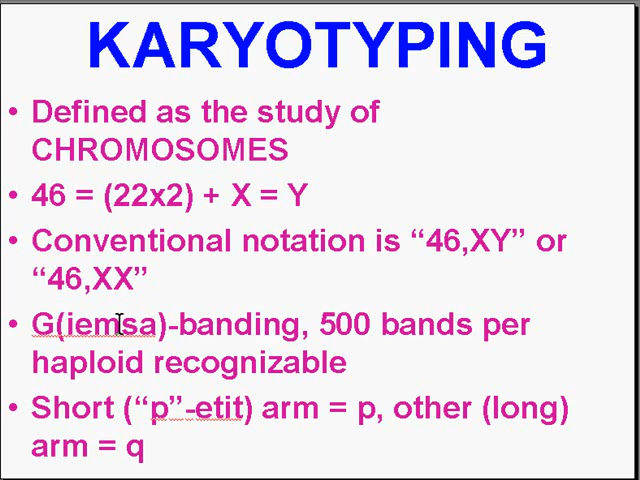 KARYOTYPING
• Defined as the study of
CHROMOSOMES
• 46 = (22x2) + X = Y
• Conventional notation is “46,XY” or
“46,XX”
• G(iemsa)-banding, 500 bands per
haploid recognizable
• Short (“p”-etit) arm = p, other (long)
arm = q